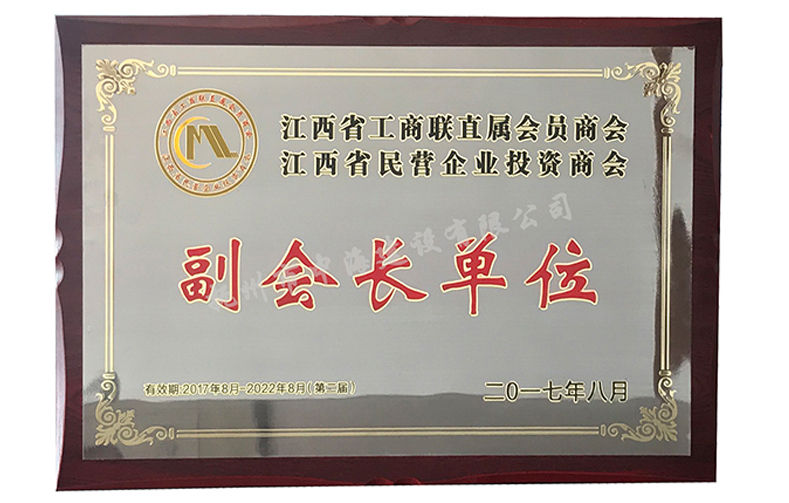 江西省工商联直属会员商会
江西省民营企业投资商会
副会长单位
有效期:2017年8月-2022年8月(第二届)
二〇一七年八月